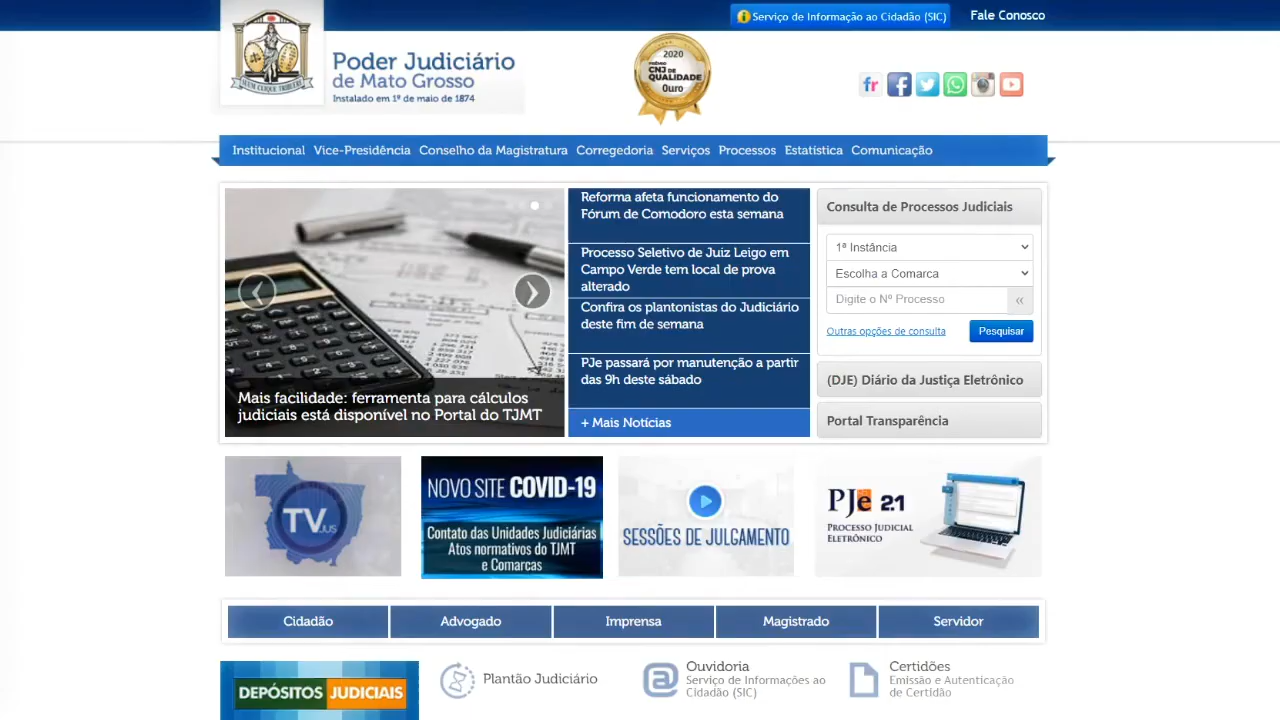 Serviço de Informação ao Cidadão (SIC)
Fale Conosco
Poder Judiciário
de Mato Grosso
Instalado em 1º de maio de 1874
2020
PRÊMIO
CNJ DE
QUALIDADE
Ouro
fr
Institucional Vice-Presidência Conselho da Magistratura Corregedoria Serviços Processos Estatística Comunicação
Mais facilidade: ferramenta para cálculos
judiciais está disponível no Portal do TJMT
Reforma afeta funcionamento do
Fórum de Comodoro esta semana
Processo Seletivo de Juiz Leigo em
Campo Verde tem local de prova
alterado
Confira os plantonistas do Judiciário
deste fim de semana
PJe passará por manutenção a partir
das 9h deste sábado
+ Mais Notícias
Consulta de Processos Judiciais
1ª Instância
Escolha a Comarca
Digite o Nº Processo
Outras opções de consulta
Pesquisar
(DJE) Diário da Justiça Eletrônico
Portal Transparência
TV.JUS
NOVO SITE COVID-19
Contato das Unidades Judiciárias
Atos normativos do TJMT
e Comarcas
SESSÕES DE JULGAMENTO
PJe 2.1
PROCESSO JUDICIAL
ELETRÔNICO
Cidadão Advogado Imprensa Magistrado Servidor
DEPÓSITOS JUDICIAIS
Plantão Judiciário
Ouvidoria
Serviço de Informações ao
Cidadão (SIC)
Certidões
Emissão e Autenticação
de Certidão